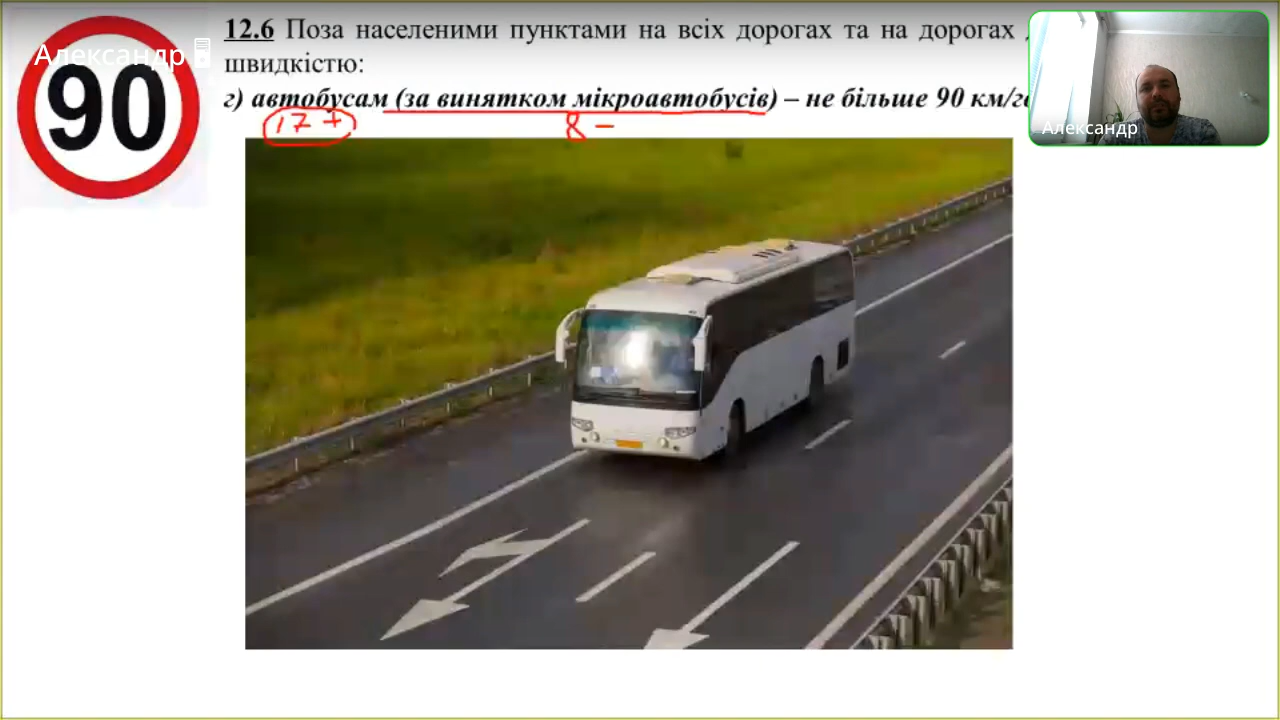 12.6 Поза населеними пунктами на всіх дорогах та на дорогах
швидкістю:
г) автобусам (за винятком мікроавтобусів) – не більше 90 км/го
17 +
8 –
90
Александр
Александр